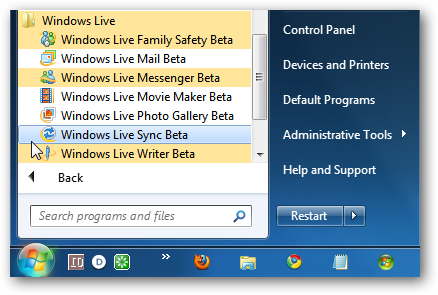 Windows Live
Windows Live Family Safety Beta
Windows Live Mail Beta
Windows Live Messenger Beta
Windows Live Movie Maker Beta
Windows Live Photo Gallery Beta
Windows Live Sync Beta
Windows Live Writer Beta
Back
Search programs and files
Control Panel
Devices and Printers
Default Programs
Administrative Tools
Help and Support
Restart
D
»